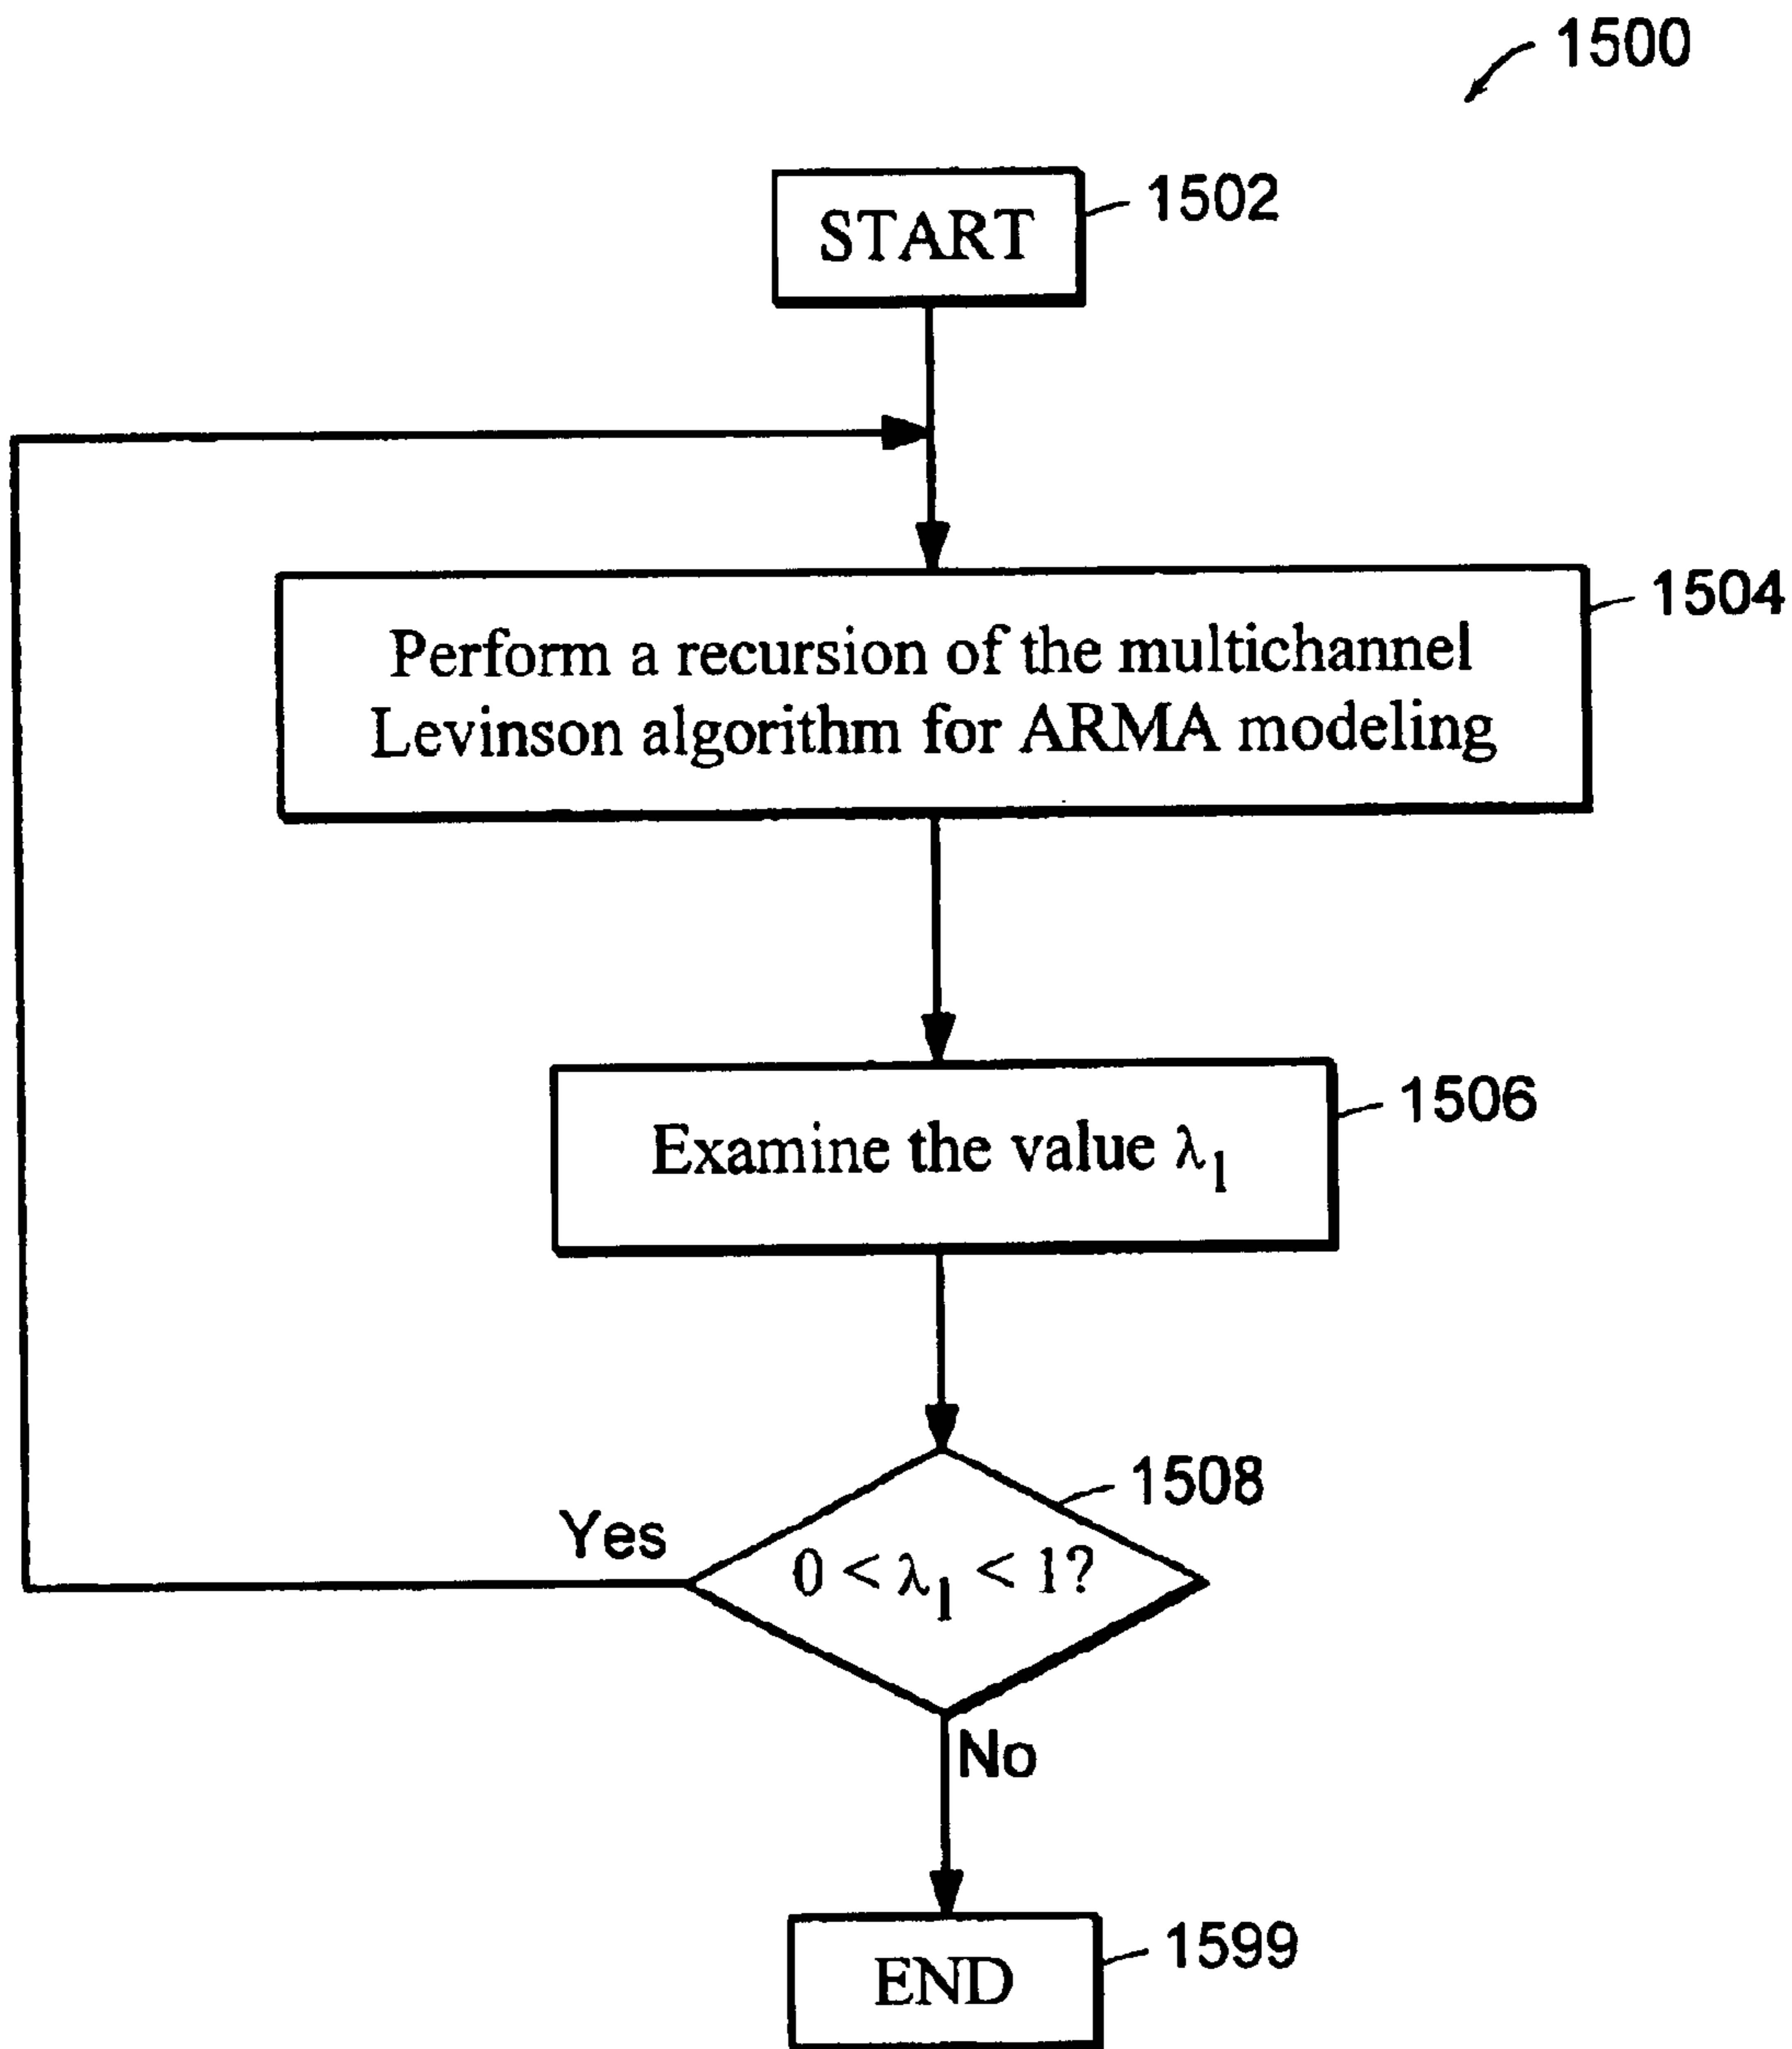 1500
START
1502
Perform a recursion of the multichannel
Levinson algorithm for ARMA modeling
1504
Examine the value λ1
1506
1508
Yes
0 < λ1 < 1?
No
END
1599